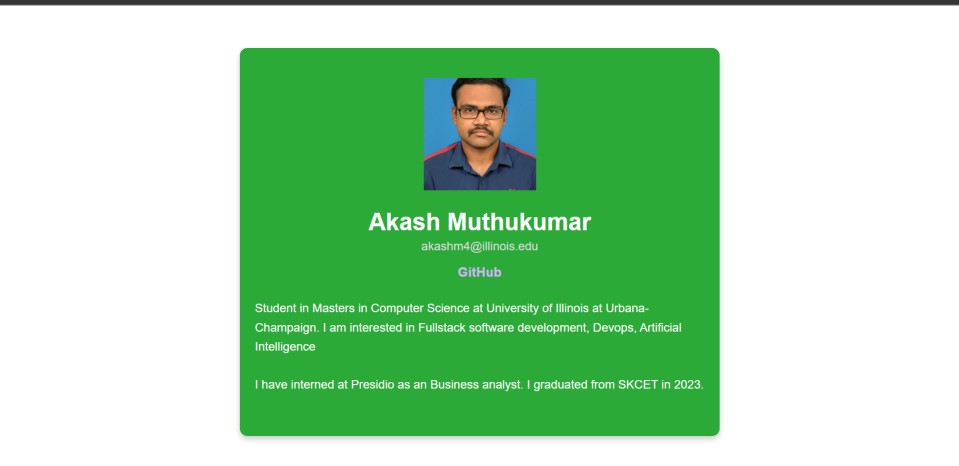 Akash Muthukumar
akashm4@illinois.edu
GitHub
Student in Masters in Computer Science at University of Illinois at Urbana-
Champaign. I am interested in Fullstack software development, Devops, Artificial
Intelligence
I have interned at Presidio as an Business analyst. I graduated from SKCET in 2023.